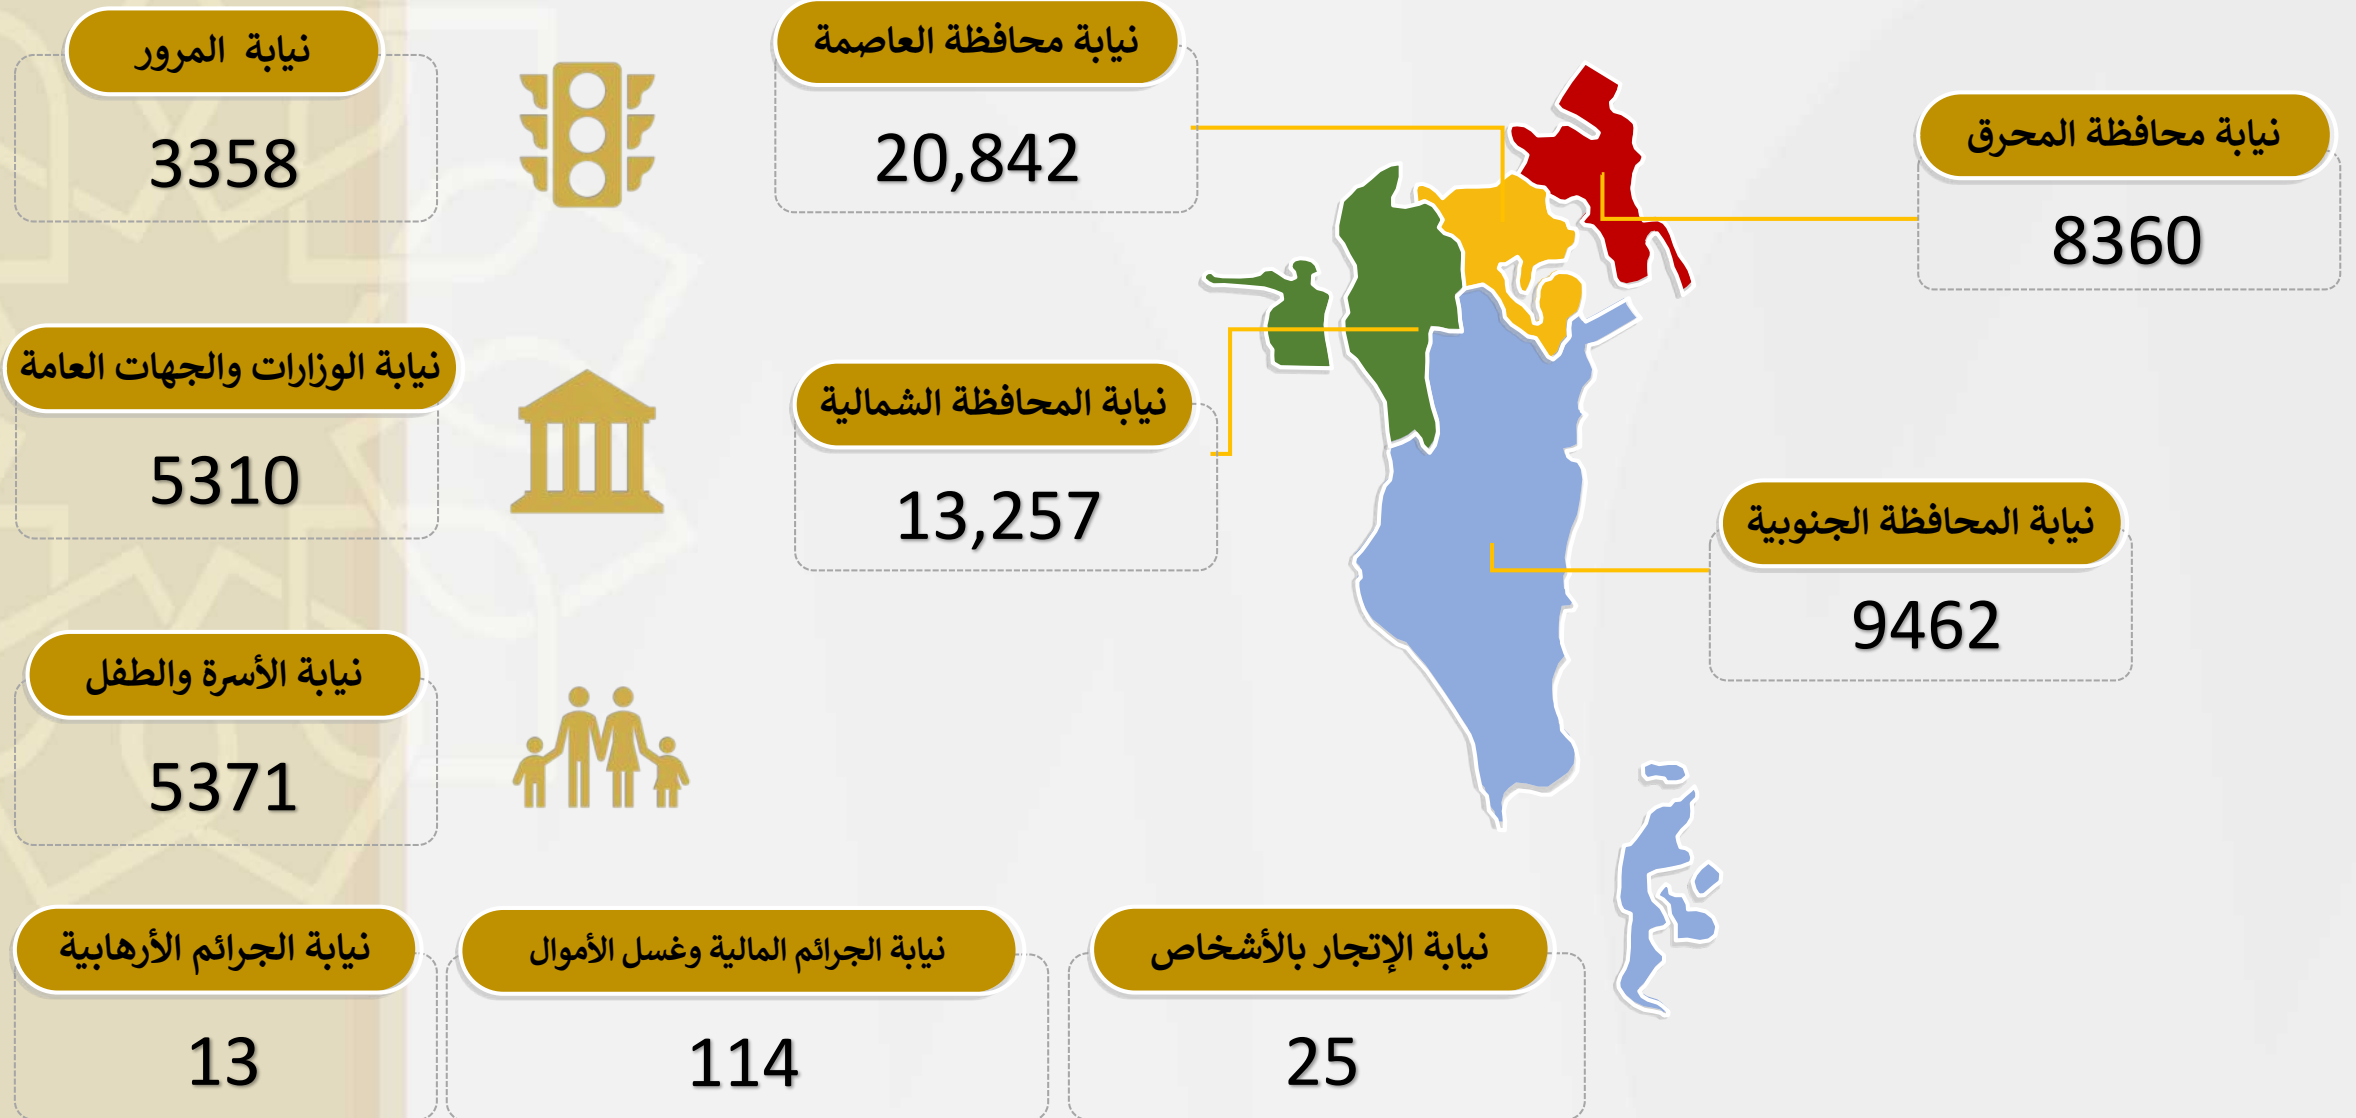 نيابة محافظة المحرق
8360
نيابة محافظة العاصمة
20,842
نيابة المرور
3358
نيابة المحافظة الجنوبية
9462
نيابة المحافظة الشمالية
13,257
نيابة الوزارات والجهات العامة
5310
نيابة الأسرة والطفل
5371
نيابة الإتجار بالأشخاص
25
نيابة الجرائم المالية وغسل الأموال
114
نيابة الجرائم الأرهابية
13